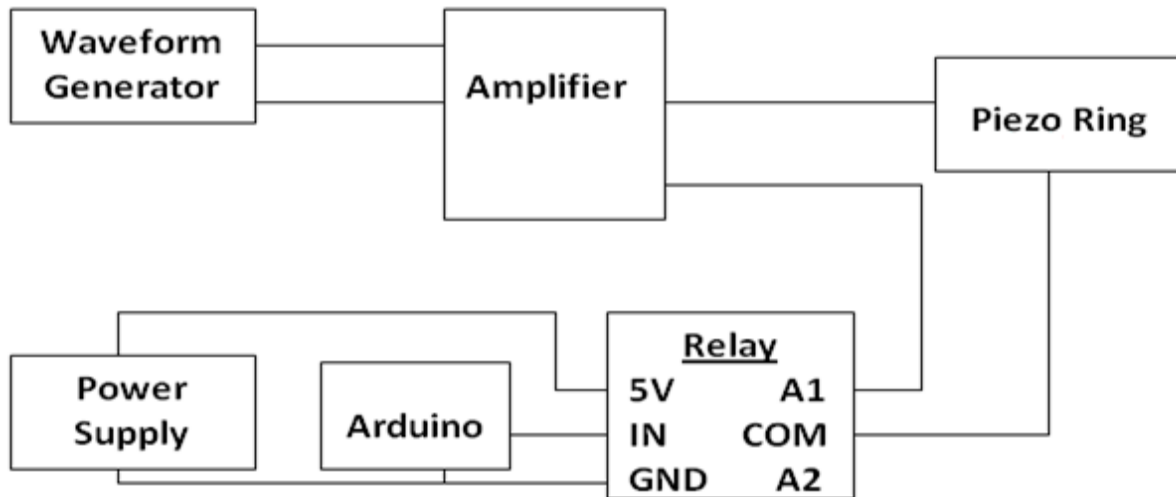 Waveform
Generator
Amplifier
Piezo Ring
Power
Supply
Arduino
Relay
5V A1
IN COM
GND A2